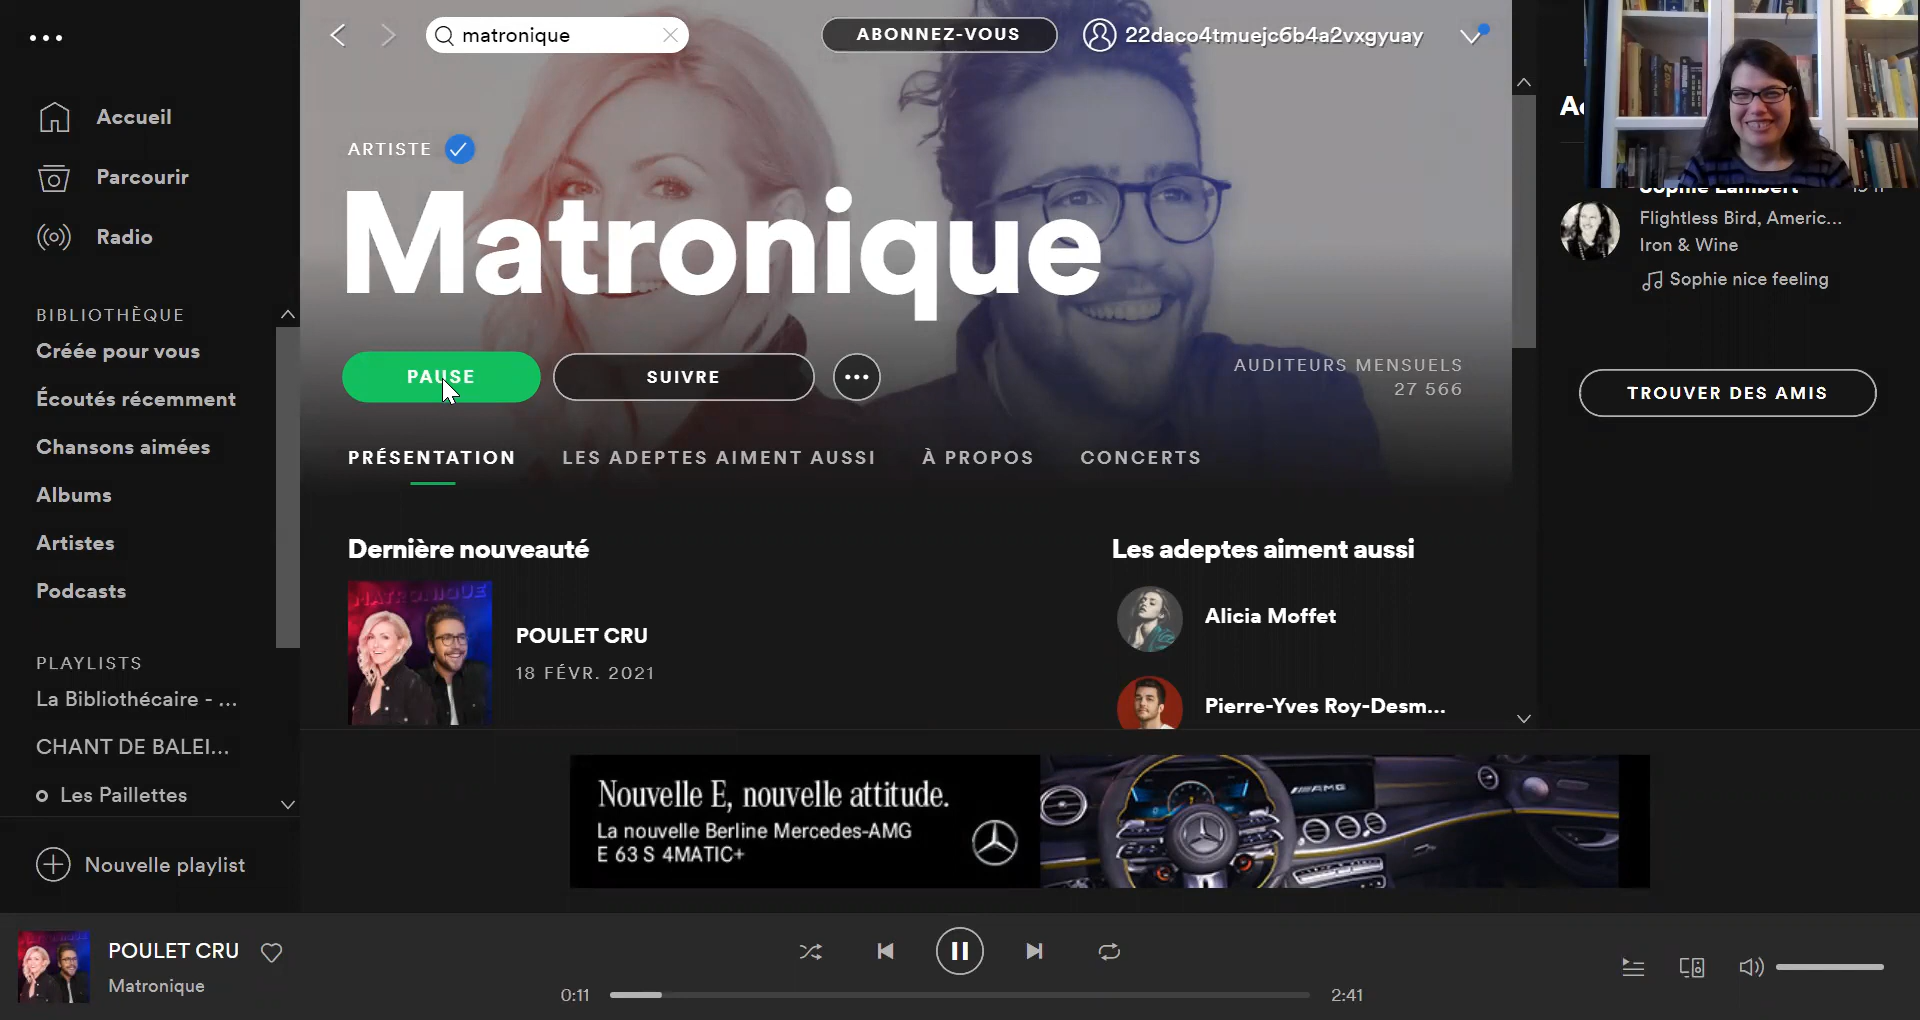 matronique
ABONNEZ-VOUS
22daco4tmuejc6b4a2vxgyuay
Accueil
Parcourir
Radio
BIBLIOTHÈQUE
Créée pour vous
Écoutés récemment
Chansons aimées
Albums
Artistes
Podcasts
PLAYLISTS
La Bibliothécaire - ...
CHANT DE BALEI...
Les Paillettes
Nouvelle playlist
ARTISTE
Matronique
PAUSE
SUIVRE
AUDITEURS MENSUELS
27 566
PRÉSENTATION
LES ADEPTES AIMENT AUSSI
À PROPOS
CONCERTS
Dernière nouveauté
MATRONIQUE
POULET CRU
18 FÉVR. 2021
Les adeptes aiment aussi
Alicia Moffet
Pierre-Yves Roy-Desm...
Sophie Lambert
Flightless Bird, Americ...
Iron & Wine
Sophie nice feeling
TROUVER DES AMIS
Nouvelle E, nouvelle attitude.
La nouvelle Berline Mercedes-AMG
E 63 S 4MATIC+
AMG
POULET CRU
Matronique
0:11
2:41